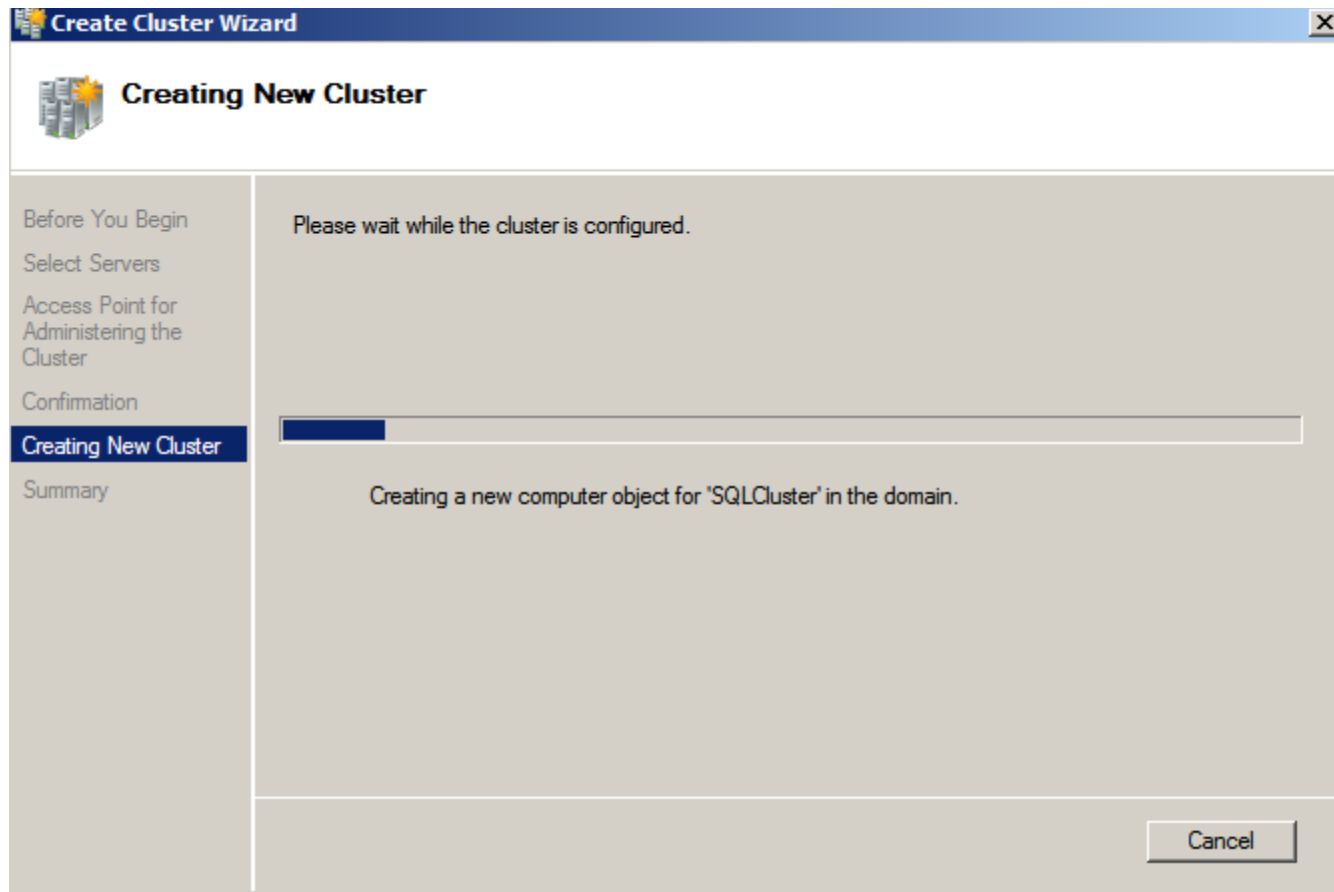 Create Cluster Wizard
Creating New Cluster
Before You Begin
Select Servers
Access Point for
Administering the
Cluster
Confirmation
Creating New Cluster
Summary
Please wait while the cluster is configured.
Creating a new computer object for 'SQLCluster' in the domain.
Cancel